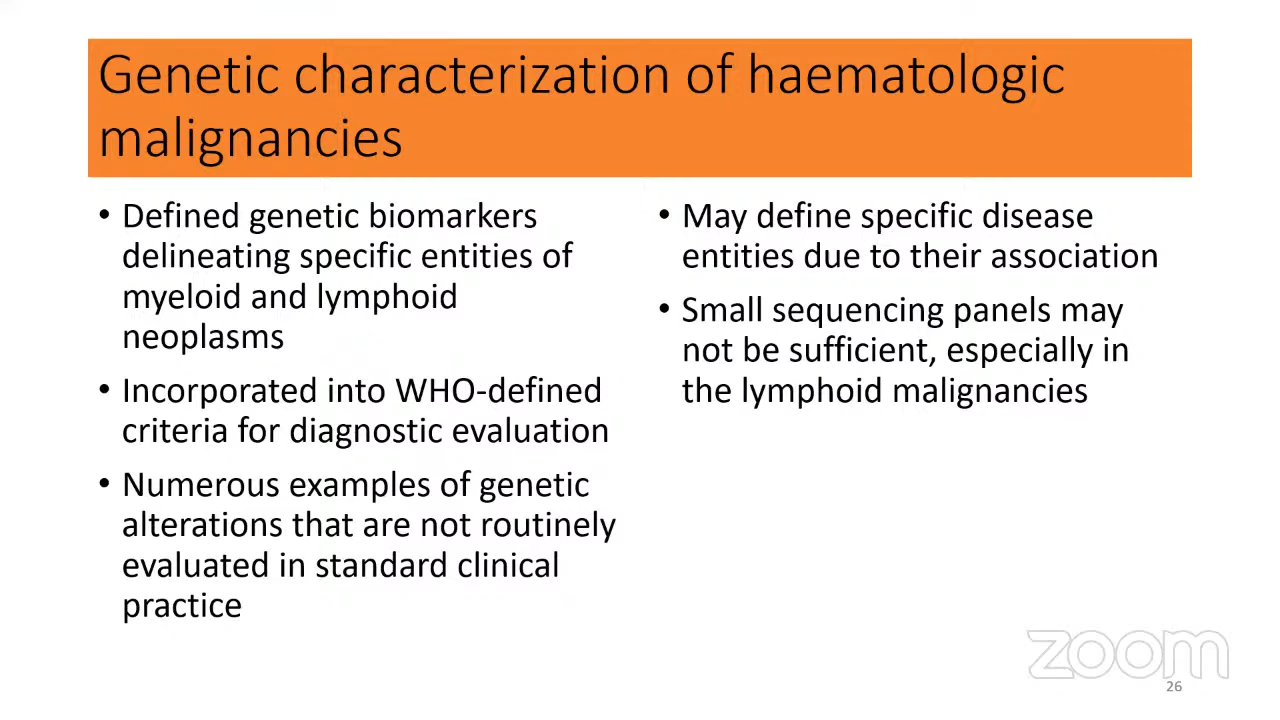 Genetic characterization of haematologic
malignancies
• Defined genetic biomarkers
delineating specific entities of
myeloid and lymphoid
neoplasms
• Incorporated into WHO-defined
criteria for diagnostic evaluation
• Numerous examples of genetic
alterations that are not routinely
evaluated in standard clinical
practice
• May define specific disease
entities due to their association
• Small sequencing panels may
not be sufficient, especially in
the lymphoid malignancies
zoom
26